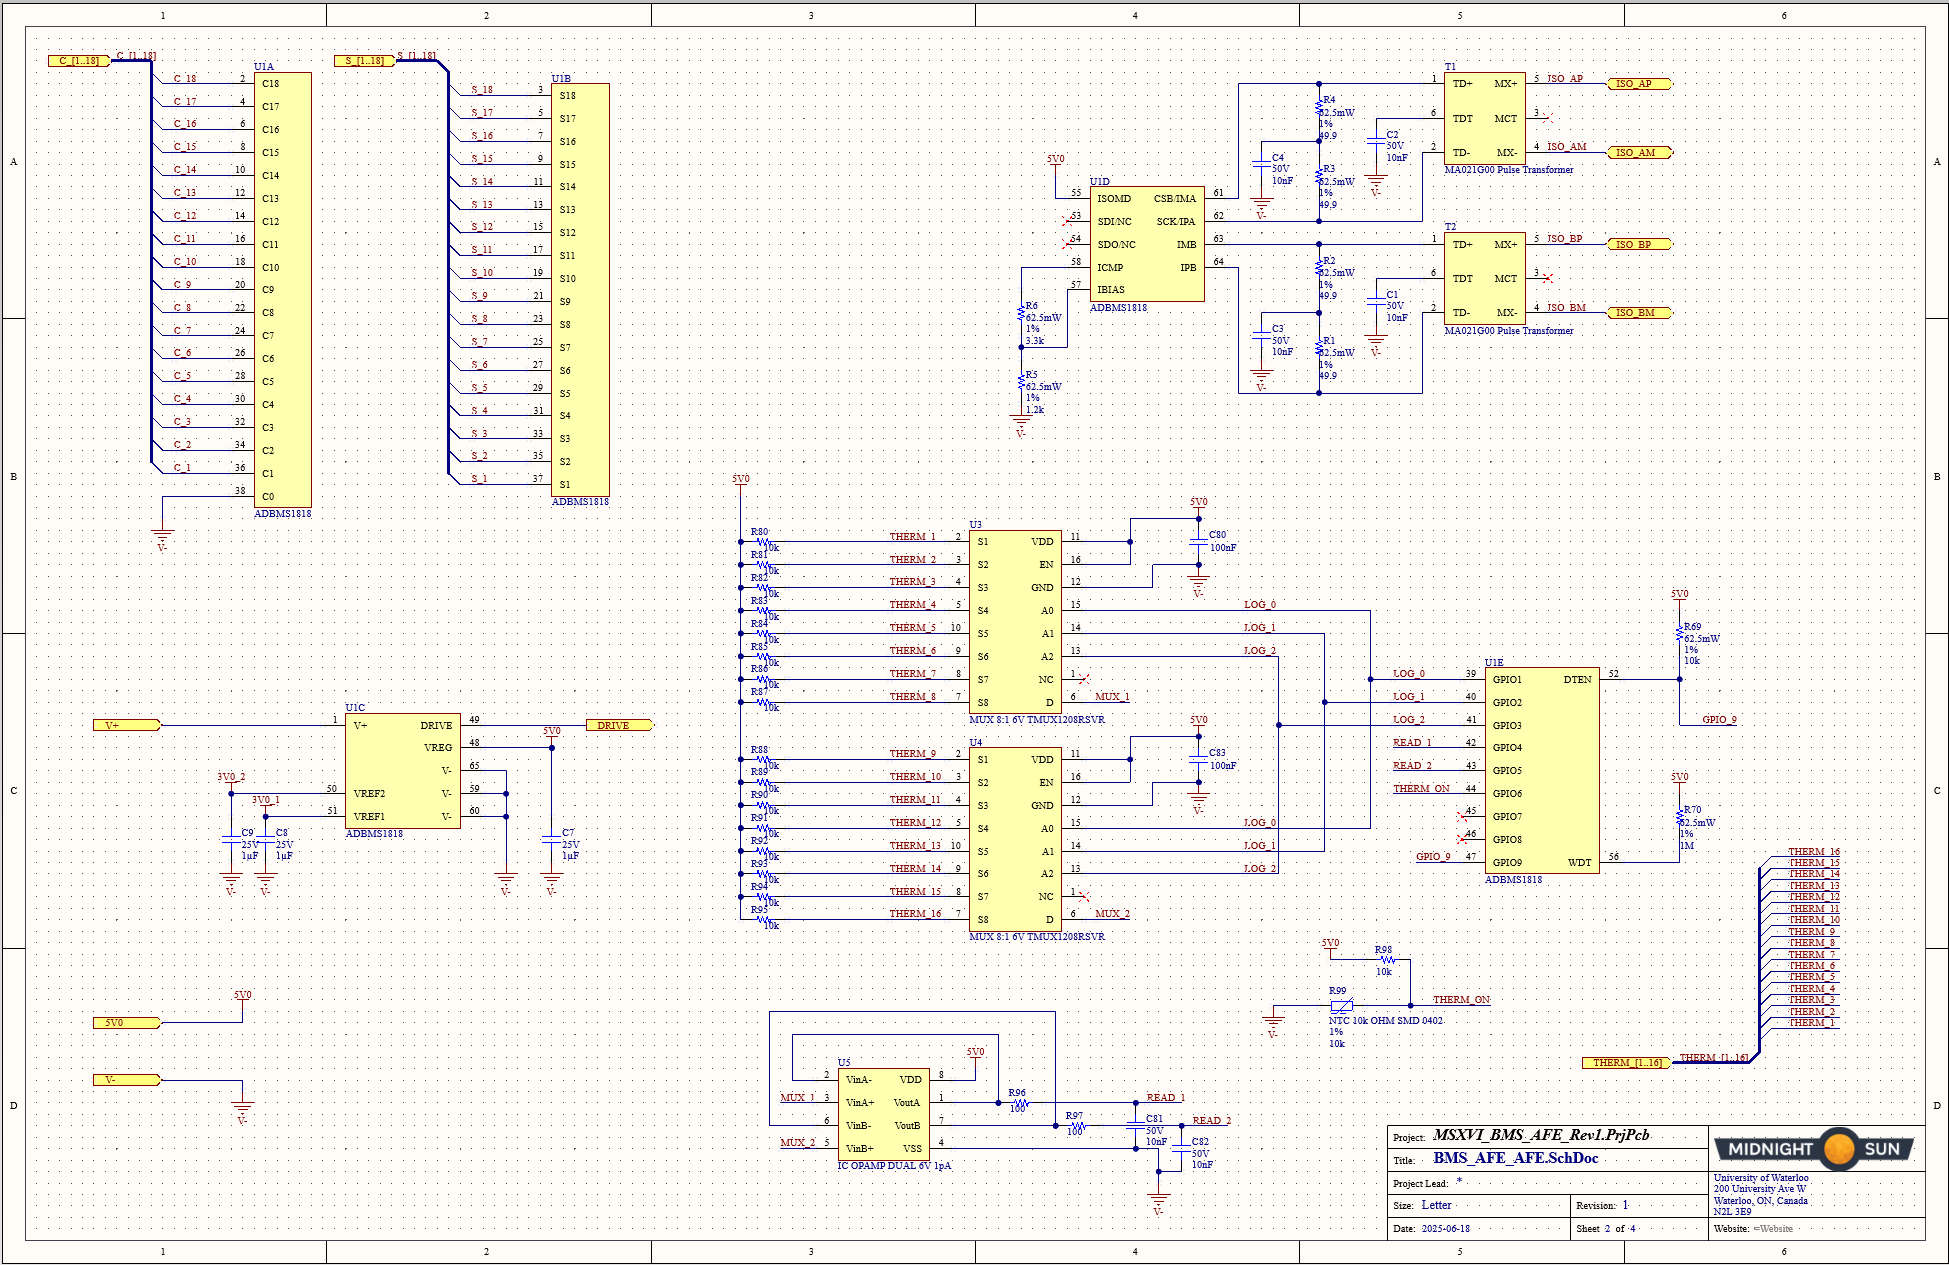 1 2 3 4 5 6
A
B
C
D
C_[1..18] C_[1..18]
U1A
C_18 2 C18
C_17 4 C17
C_16 6 C16
C_15 8 C15
C_14 10 C14
C_13 12 C13
C_12 14 C12
C_11 16 C11
C_10 18 C10
C_9 20 C9
C_8 22 C8
C_7 24 C7
C_6 26 C6
C_5 28 C5
C_4 30 C4
C_3 32 C3
C_2 34 C2
C_1 36 C1
38 C0
ADBMS1818
V-
S_[1..18] S_[1..18]
U1B
S_18 3 S18
S_17 5 S17
S_16 7 S16
S_15 9 S15
S_14 11 S14
S_13 13 S13
S_12 15 S12
S_11 17 S11
S_10 19 S10
S_9 21 S9
S_8 23 S8
S_7 25 S7
S_6 27 S6
S_5 29 S5
S_4 31 S4
S_3 33 S3
S_2 35 S2
S_1 37 S1
ADBMS1818
5V0
U1D
55 ISOMD CSB/IMA 61
53 SDI/NC SCK/IPA 62
54 SDO/NC IMB 63
58 ICMP IPB 64
57 IBIAS
ADBMS1818
R6
62.5mW
1%
3.3k
R5
62.5mW
1%
1.2k
V-
C4
50V
10nF
V-
R4
62.5mW
1%
49.9
R3
62.5mW
1%
49.9
C2
50V
10nF
V-
T1
1 TD+ MX+ 5 ISO_AP ISO_AP
6 TDT MCT 3
2 TD- MX- 4 ISO_AM ISO_AM
MA021G00 Pulse Transformer
C3
50V
10nF
V-
R2
62.5mW
1%
49.9
R1
62.5mW
1%
49.9
C1
50V
10nF
V-
T2
1 TD+ MX+ 5 ISO_BP ISO_BP
6 TDT MCT 3
2 TD- MX- 4 ISO_BM ISO_BM
MA021G00 Pulse Transformer
5V0
R80 10k THERM_1
R81 10k THERM_2
R82 10k THERM_3
R83 10k THERM_4
R84 10k THERM_5
R85 10k THERM_6
R86 10k THERM_7
R87 10k THERM_8
U3
2 S1 VDD 11
3 S2 EN 16
4 S3 GND 12
5 S4 A0 15 LOG_0
10 S5 A1 14 LOG_1
9 S6 A2 13 LOG_2
8 S7 NC 1
7 S8 D 6 MUX_1
MUX 8:1 6V TMUX1208RSVR
5V0
C80
100nF
V-
R88 10k THERM_9
R89 10k THERM_10
R90 10k THERM_11
R91 10k THERM_12
R92 10k THERM_13
R93 10k THERM_14
R94 10k THERM_15
R95 10k THERM_16
U4
2 S1 VDD 11
3 S2 EN 16
4 S3 GND 12
5 S4 A0 15 LOG_0
10 S5 A1 14 LOG_1
9 S6 A2 13 LOG_2
8 S7 NC 1
7 S8 D 6 MUX_2
MUX 8:1 6V TMUX1208RSVR
5V0
C83
100nF
V-
U1E
LOG_0 39 GPIO1 DTEN 52
LOG_1 40 GPIO2
LOG_2 41 GPIO3
READ_1 42 GPIO4
READ_2 43 GPIO5
THERM_ON 44 GPIO6
45 GPIO7
46 GPIO8
GPIO_9 47 GPIO9 WDT 56
ADBMS1818
5V0
R69
62.5mW
1%
10k
GPIO_9
5V0
R70
62.5mW
1%
1M
V+
U1C
1 V+ DRIVE 49 DRIVE
VREG 48 5V0
V- 65
50 VREF2 V- 59
51 VREF1 V- 60
ADBMS1818
3V0_2
3V0_1
C9
25V
1µF
V-
C8
25V
1µF
V-
V-
C7
25V
1µF
V-
5V0 5V0
V- V-
THERM_16
THERM_15
THERM_14
THERM_13
THERM_12
THERM_11
THERM_10
THERM_9
THERM_8
THERM_7
THERM_6
THERM_5
THERM_4
THERM_3
THERM_2
THERM_1
THERM_[1..16] THERM_[1..16]
5V0
R98
10k
R99
THERM_ON
NTC 10k OHM SMD 0402
1%
10k
V-
U5
5V0
2 VinA- VDD 8
MUX_1 3 VinA+ VoutA 1
6 VinB- VoutB 7
MUX_2 5 VinB+ VSS 4
IC OPAMP DUAL 6V 1pA
R96
100
READ_1
R97
100
READ_2
C81
50V
10nF
C82
50V
10nF
V-
Project: MSXVI_BMS_AFE_Rev1.PrjPcb
Title: BMS_AFE_AFE.SchDoc
Project Lead: *
Size: Letter Revision: 1
Date: 2025-06-18 Sheet 2 of 4
MIDNIGHT SUN
University of Waterloo
200 University Ave W
Waterloo, ON, Canada
N2L 3E9
Website: =Website
1 2 3 4 5 6
A
B
C
D